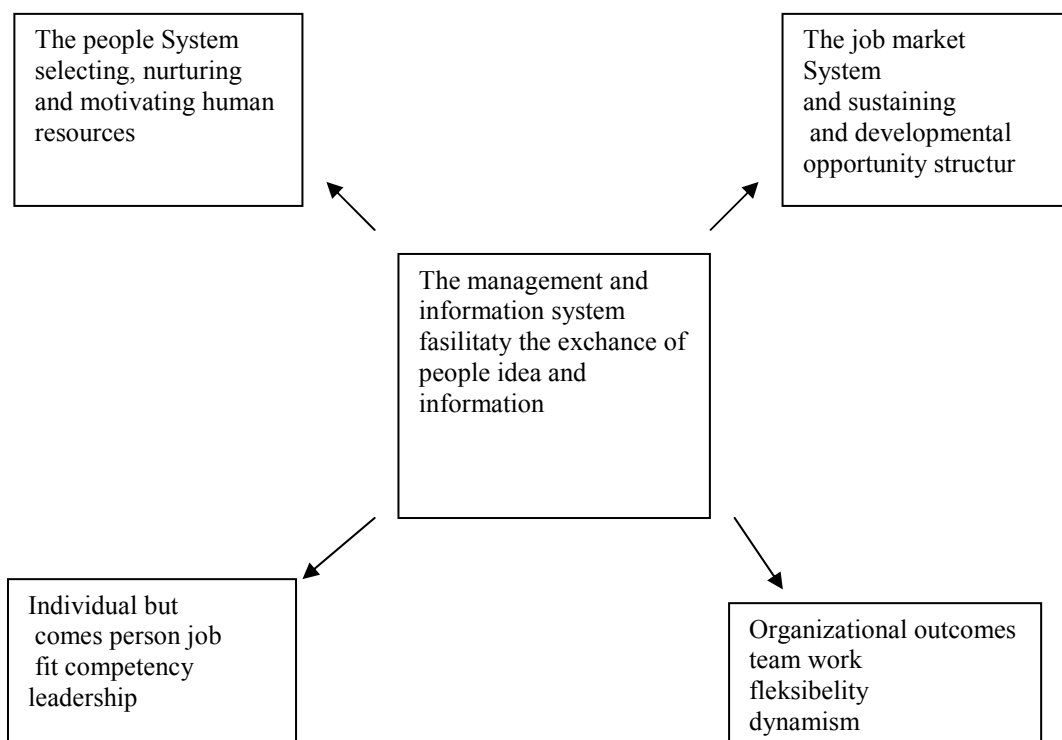 The people System
selecting, nurturing
and motivating human
resources
The job market
System
and sustaining
and developmental
opportunity structur
The management and
information system
fasilitaty the exchance of
people idea and
information
Individual but
comes person job
fit competency
leadership
Organizational outcomes
team work
fleksibelity
dynamism